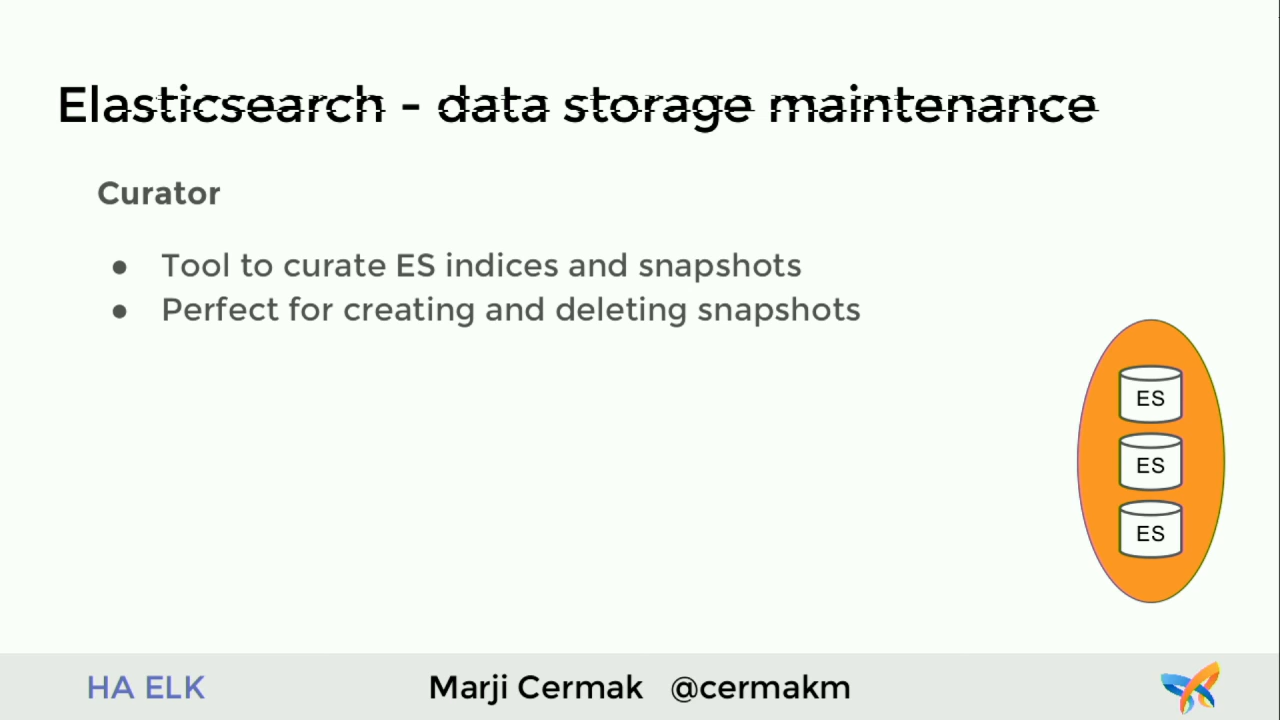 Elasticsearch - data storage maintenance
Curator
● Tool to curate ES indices and snapshots
● Perfect for creating and deleting snapshots
ES
ES
ES
HA ELK
Marji Cermak @cermakm